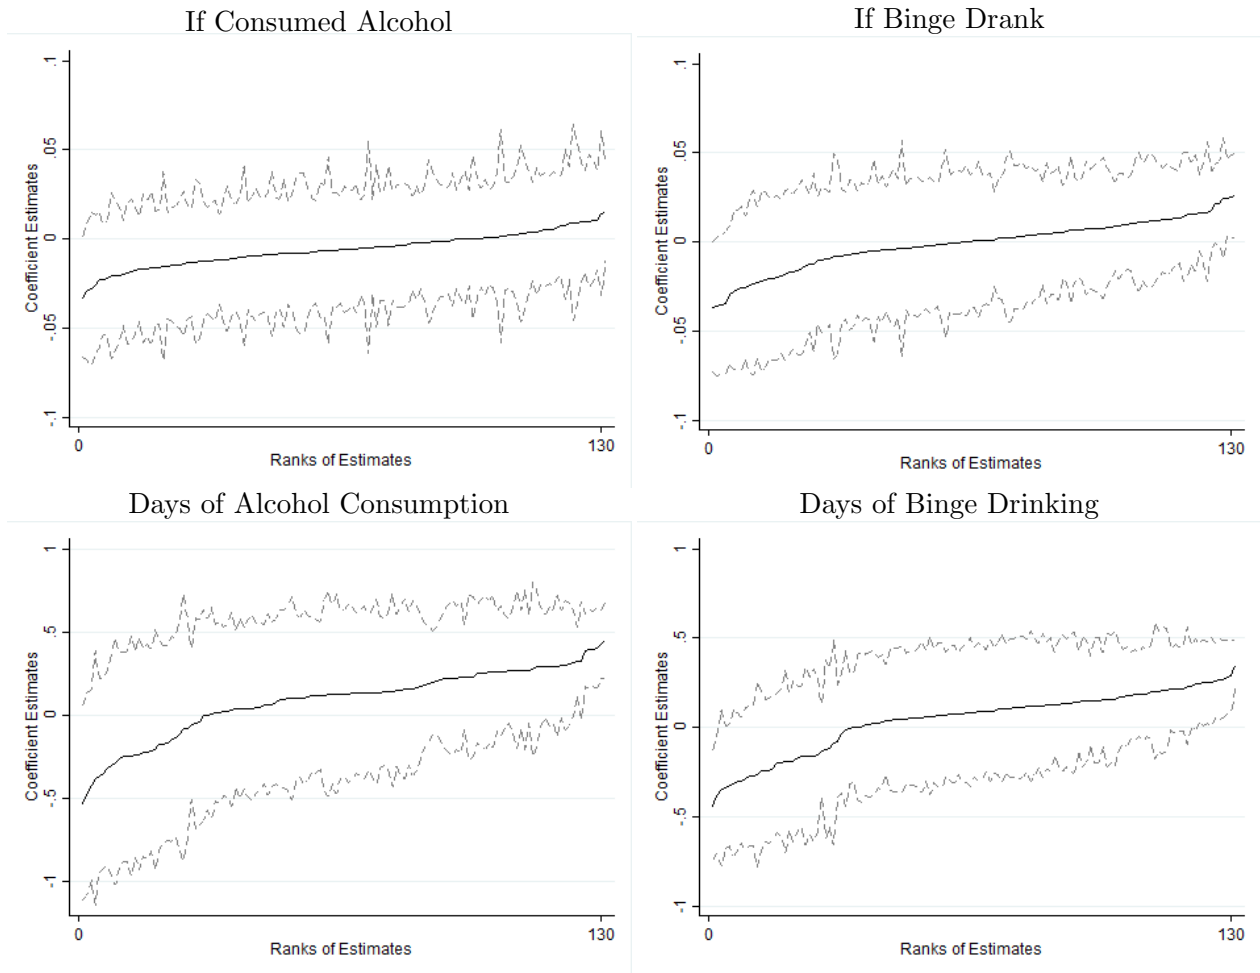 If Consumed Alcohol
If Binge Drank
.1
.05
0
-.05
-.1
Coefficient Estimates
0
130
Ranks of Estimates
.1
.05
0
-.05
-.1
Coefficient Estimates
0
130
Ranks of Estimates
Days of Alcohol Consumption
Days of Binge Drinking
1
.5
0
-.5
-1
Coefficient Estimates
0
130
Ranks of Estimates
1
.5
0
-.5
-1
Coefficient Estimates
0
130
Ranks of Estimates